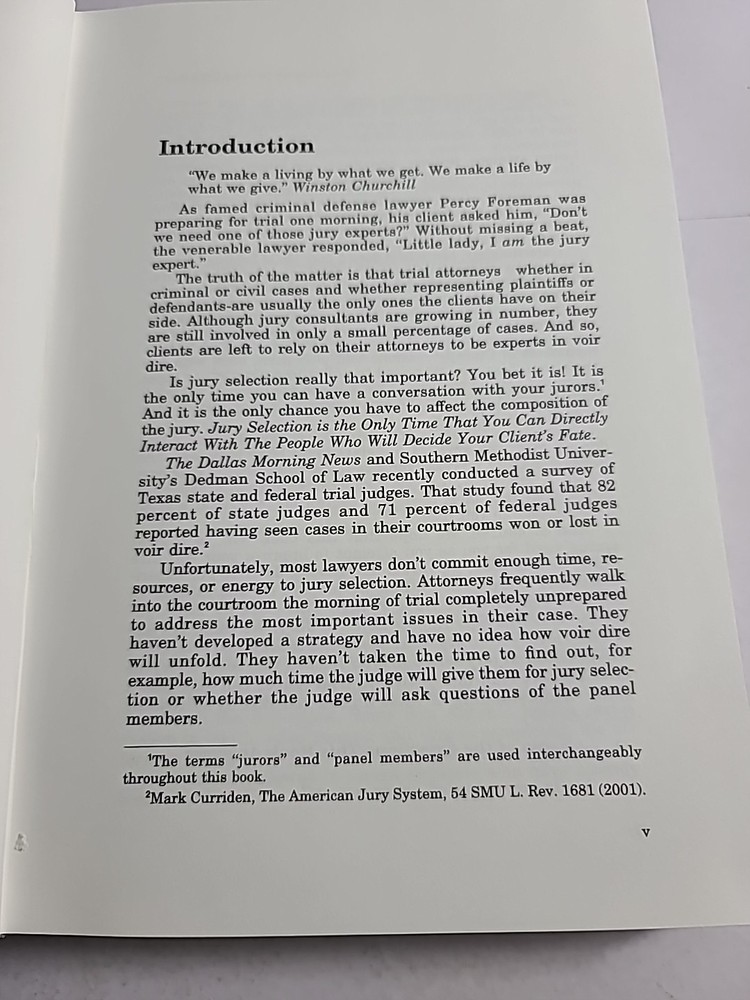 Introduction
“We make a living by what we get. We make a life by
what we give.” Winston Churchill
As famed criminal defense lawyer Percy Foreman was
preparing for trial one morning, his client asked him, “Don’t
we need one of those jury experts?” Without missing a beat,
the venerable lawyer responded, “Little lady, I am the jury
expert.”
The truth of the matter is that trial attorneys whether in
criminal or civil cases and whether representing plaintiffs or
defendants-are usually the only ones the clients have on their
side. Although jury consultants are growing in number, they
are still involved in only a small percentage of cases. And so,
clients are left to rely on their attorneys to be experts in voir
dire.
Is jury selection really that important? You bet it is! It is
the only time you can have a conversation with your jurors.¹
And it is the only chance you have to affect the composition of
the jury. Jury Selection is the Only Time That You Can Directly
Interact With The People Who Will Decide Your Client’s Fate.
The Dallas Morning News and Southern Methodist Univer-
sity’s Dedman School of Law recently conducted a survey of
Texas state and federal trial judges. That study found that 82
percent of state judges and 71 percent of federal judges
reported having seen cases in their courtrooms won or lost in
voir dire.²
Unfortunately, most lawyers don’t commit enough time, re-
sources, or energy to jury selection. Attorneys frequently walk
into the courtroom the morning of trial completely unprepared
to address the most important issues in their case. They
haven’t developed a strategy and have no idea how voir dire
will unfold. They haven’t taken the time to find out, for
example, how much time the judge will give them for jury selec-
tion or whether the judge will ask questions of the panel
members.
¹The terms “jurors” and “panel members” are used interchangeably
throughout this book.
²Mark Curriden, The American Jury System, 54 SMU L. Rev. 1681 (2001).
v